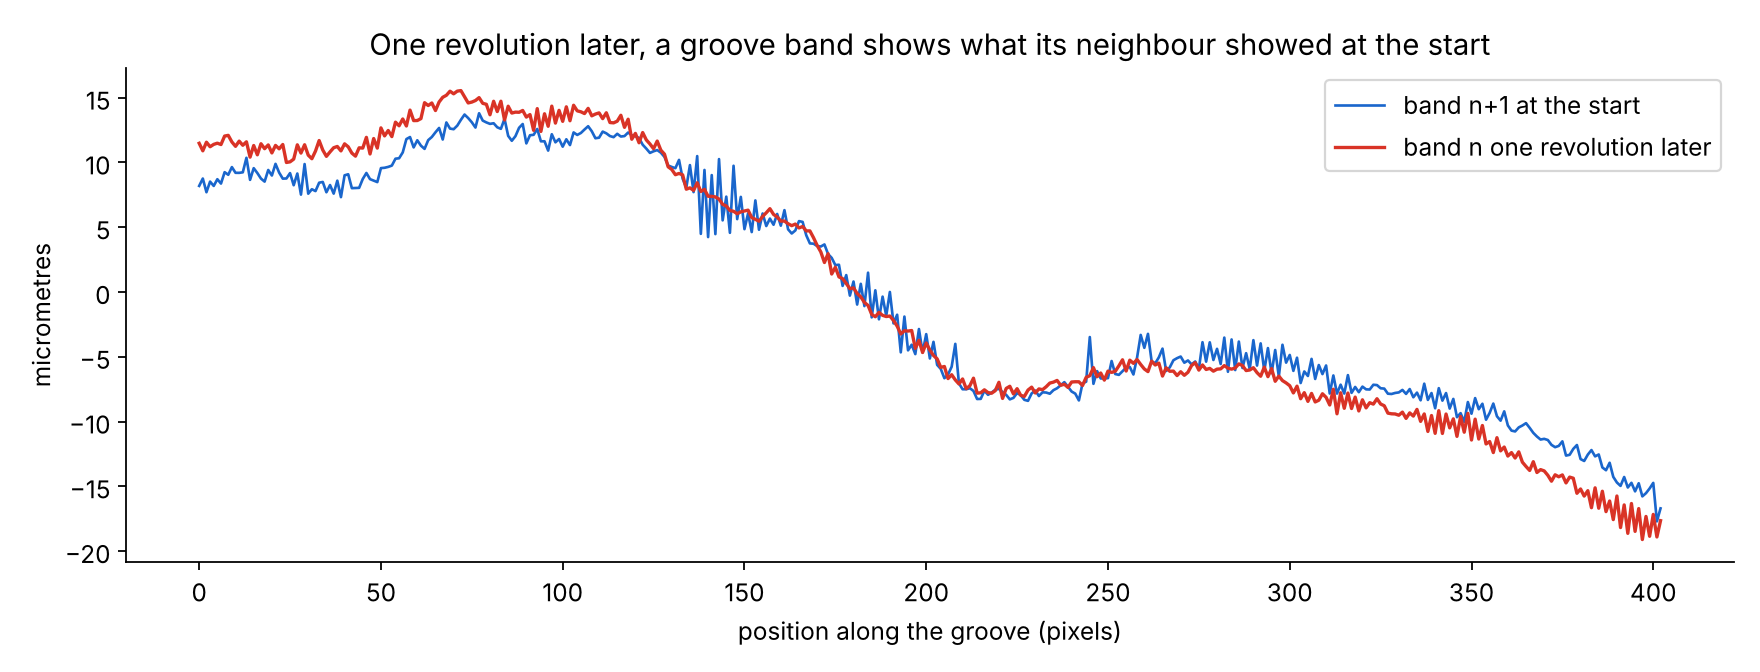 One revolution later, a groove band shows what its neighbour showed at the start
band n+1 at the start
band n one revolution later
micrometres
15
10
5
0
−5
−10
−15
−20
0 50 100 150 200 250 300 350 400
position along the groove (pixels)